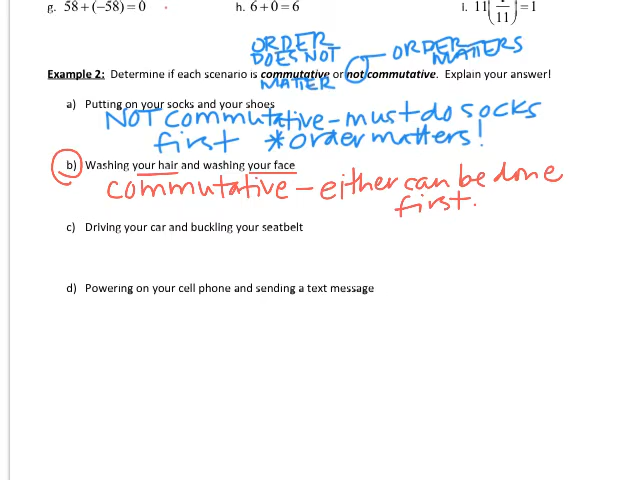 g. 58+(−58)=0 h. 6+0=6 i. 11(1/11)=1
ORDER
DOES NOT
MATTER
ORDER
MATTERS
Example 2: Determine if each scenario is commutative or not commutative. Explain your answer!
a) Putting on your socks and your shoes
NOT commutative - must do socks
first *order matters!
b) Washing your hair and washing your face
commutative - either can be done
first.
c) Driving your car and buckling your seatbelt
d) Powering on your cell phone and sending a text message